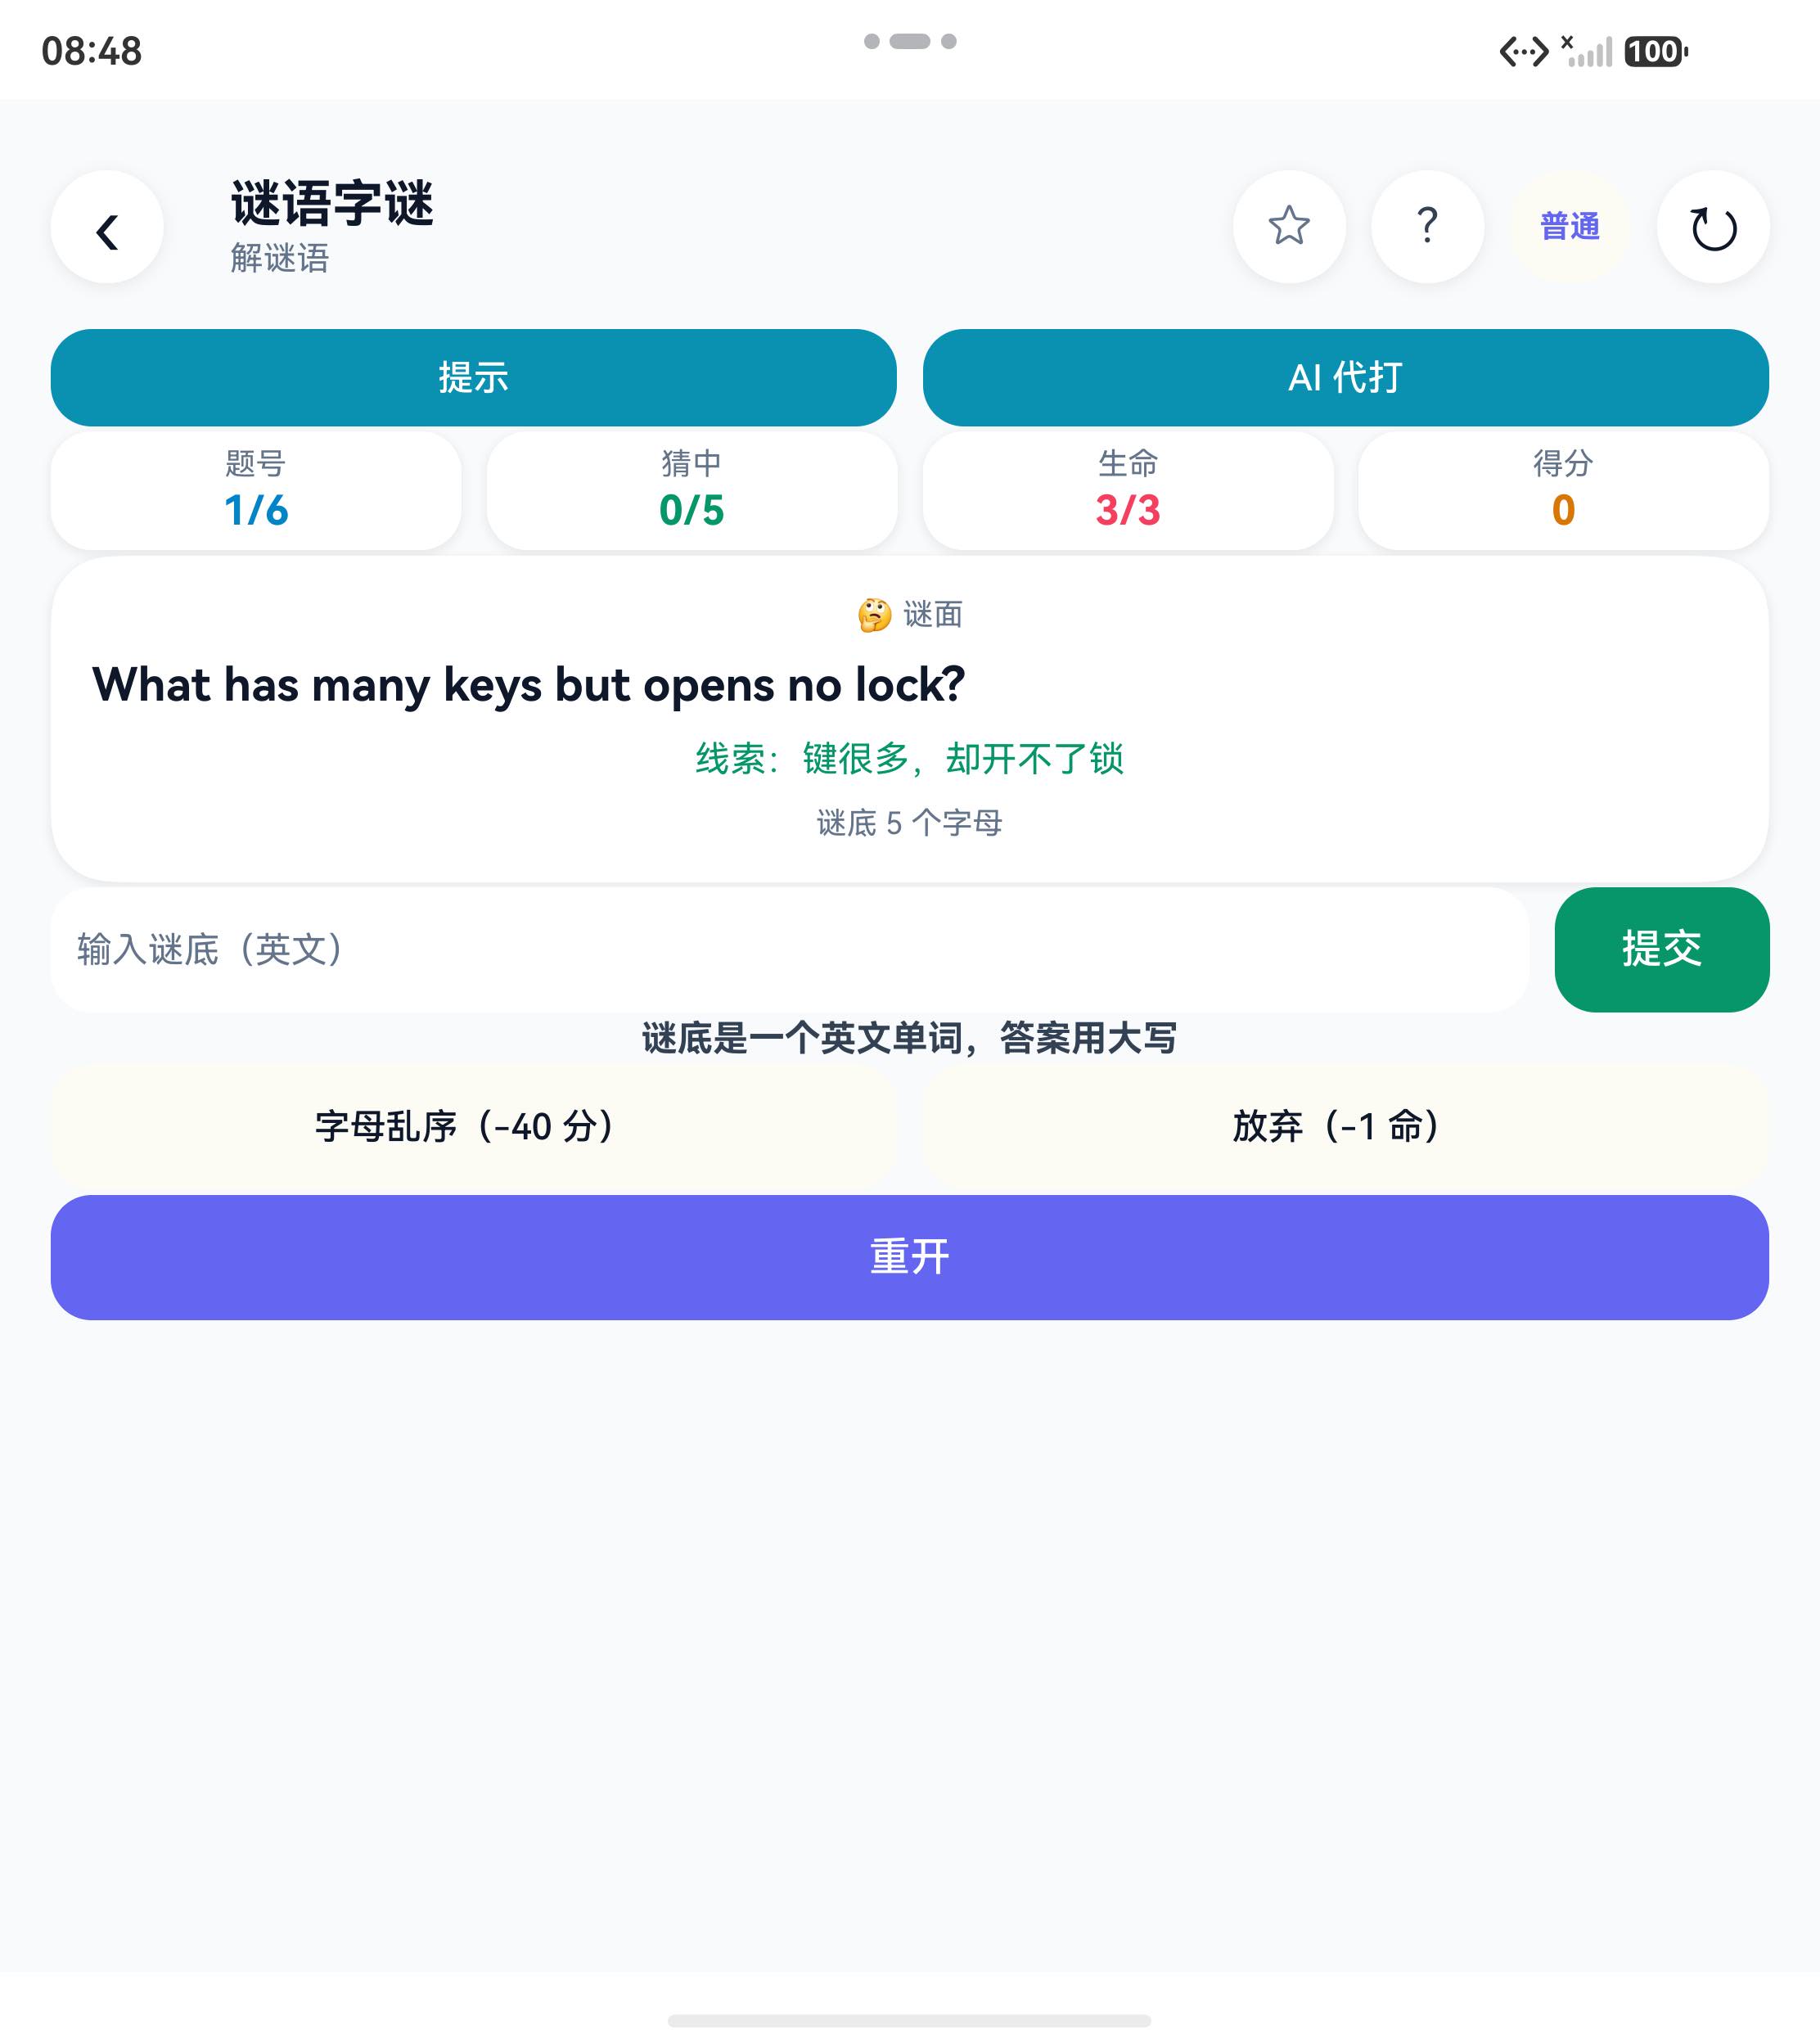 08:48
100
谜语字谜
解谜语
?
普通
提示
AI 代打
题号
猜中
生命
得分
1/6
0/5
3/3
0
谜面
What has many keys but opens no lock?
线索：键很多，却开不了锁
谜底 5 个字母
输入谜底（英文）
提交
谜底是一个英文单词，答案用大写
字母乱序（-40 分）
放弃（-1 命）
重开